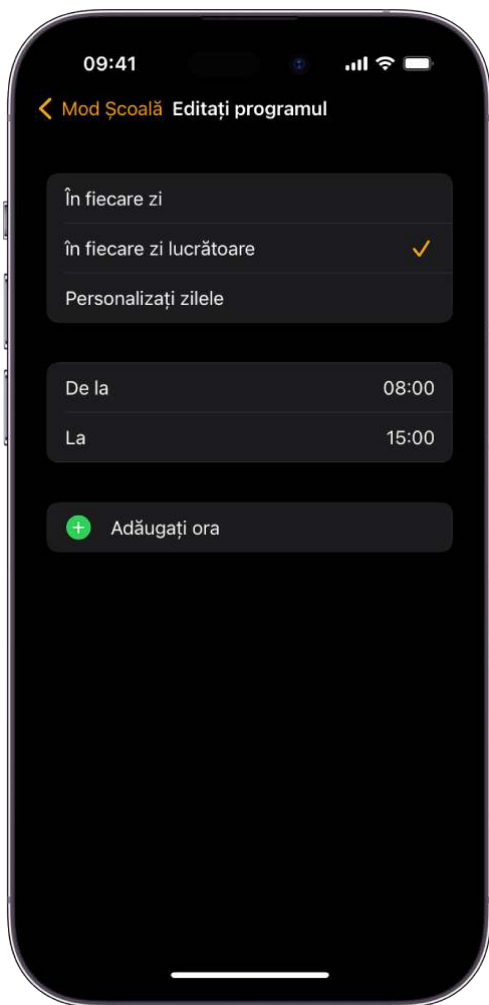 09:41
Mod Școală Editați programul
În fiecare zi
în fiecare zi lucrătoare
Personalizați zilele
De la 08:00
La 15:00
Adăugați ora